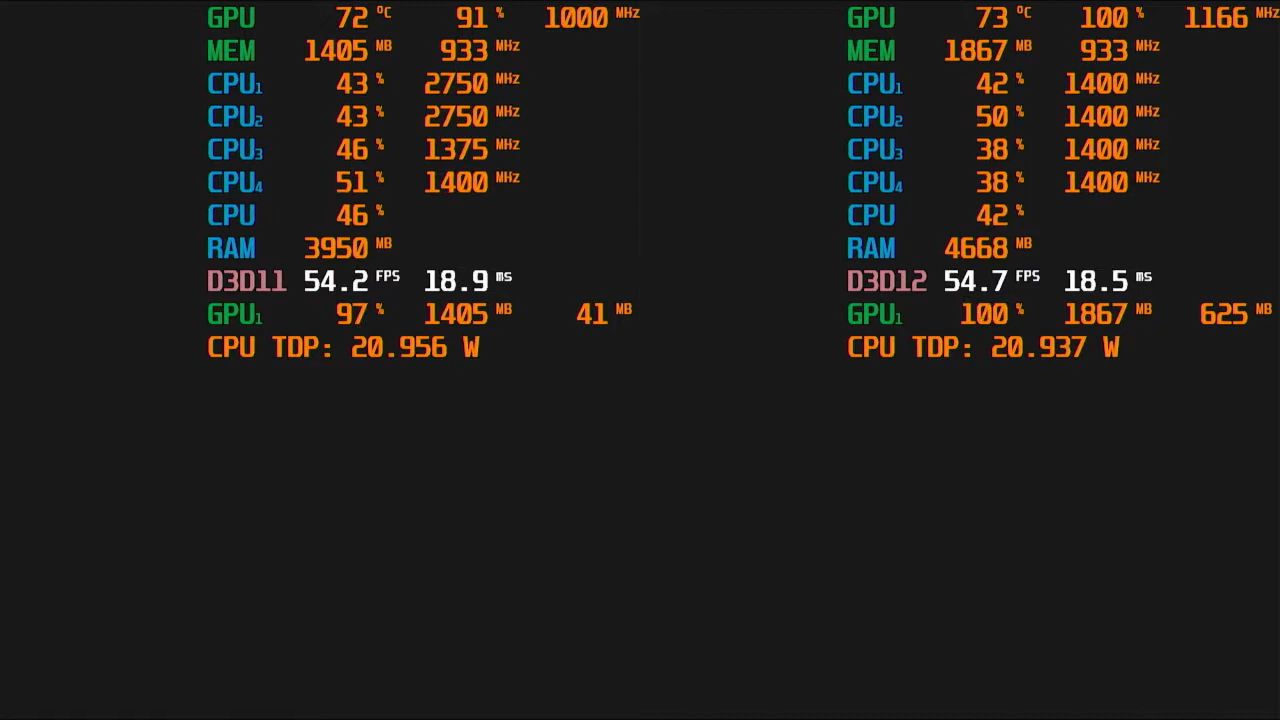 GPU 72 °C 91 % 1000 MHz
MEM 1405 MB 933 MHz
CPU1 43 % 2750 MHz
CPU2 43 % 2750 MHz
CPU3 46 % 1375 MHz
CPU4 51 % 1400 MHz
CPU 46 %
RAM 3950 MB
D3D11 54.2 FPS 18.9 ms
GPU1 97 % 1405 MB 41 MB
CPU TDP: 20.956 W
GPU 73 °C 100 % 1166 MHz
MEM 1867 MB 933 MHz
CPU1 42 % 1400 MHz
CPU2 50 % 1400 MHz
CPU3 38 % 1400 MHz
CPU4 38 % 1400 MHz
CPU 42 %
RAM 4668 MB
D3D12 54.7 FPS 18.5 ms
GPU1 100 % 1867 MB 625 MB
CPU TDP: 20.937 W